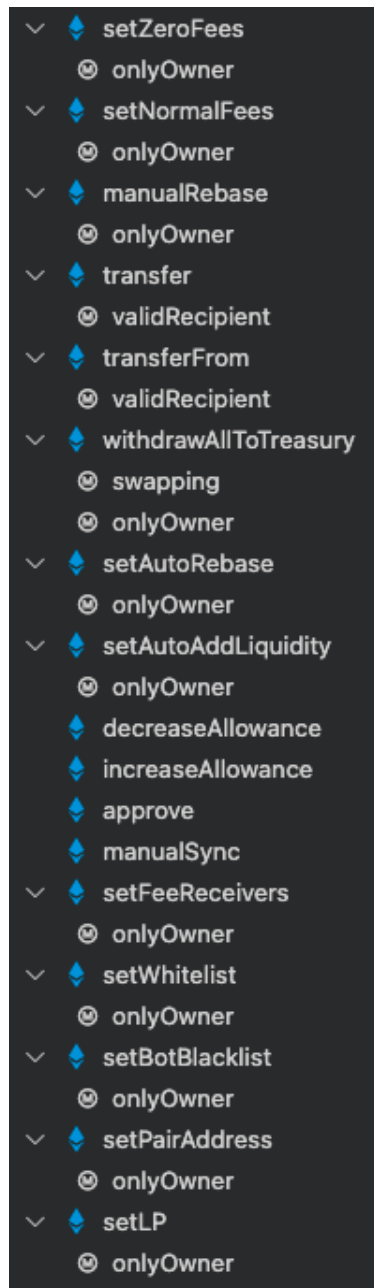 setZeroFees
onlyOwner
setNormalFees
onlyOwner
manualRebase
onlyOwner
transfer
validRecipient
transferFrom
validRecipient
withdrawAllToTreasury
swapping
onlyOwner
setAutoRebase
onlyOwner
setAutoAddLiquidity
onlyOwner
decreaseAllowance
increaseAllowance
approve
manualSync
setFeeReceivers
onlyOwner
setWhitelist
onlyOwner
setBotBlacklist
onlyOwner
setPairAddress
onlyOwner
setLP
onlyOwner